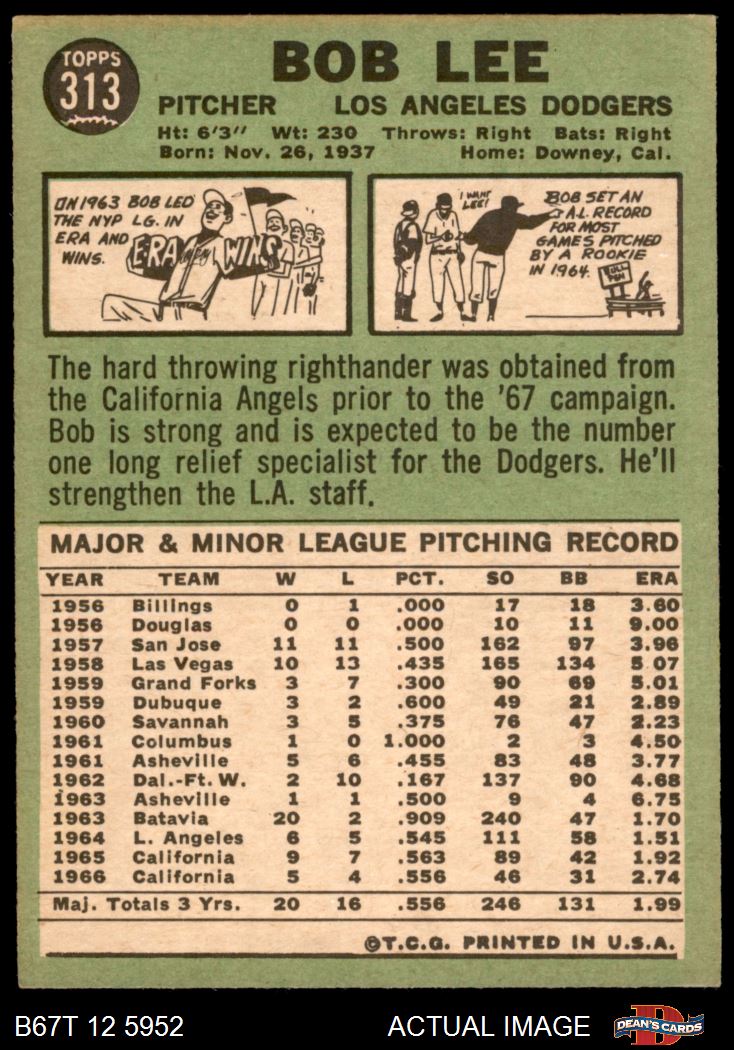 TOPPS
313
BOB LEE
PITCHER LOS ANGELES DODGERS
Ht: 6'3" Wt: 230 Throws: Right Bats: Right
Born: Nov. 26, 1937 Home: Downey, Cal.
IN 1963 BOB LED
THE NYP LG. IN
ERA AND
WINS.
ERA
WINS
I WANT
LEE!
BOB SET AN
A.L. RECORD
FOR MOST
GAMES PITCHED
BY A ROOKIE
IN 1964.
BULL
PEN
The hard throwing righthander was obtained from
the California Angels prior to the '67 campaign.
Bob is strong and is expected to be the number
one long relief specialist for the Dodgers. He'll
strengthen the L.A. staff.
MAJOR & MINOR LEAGUE PITCHING RECORD
YEAR TEAM W L PCT. SO BB ERA
1956 Billings 0 1 .000 17 18 3.60
1956 Douglas 0 0 .000 10 11 9.00
1957 San Jose 11 11 .500 162 97 3.96
1958 Las Vegas 10 13 .435 165 134 5.07
1959 Grand Forks 3 7 .300 90 69 5.01
1959 Dubuque 3 2 .600 49 21 2.89
1960 Savannah 3 5 .375 76 47 2.23
1961 Columbus 1 0 1.000 2 3 4.50
1961 Asheville 5 6 .455 83 48 3.77
1962 Dal.-Ft. W. 2 10 .167 137 90 4.68
1963 Asheville 1 1 .500 9 4 6.75
1963 Batavia 20 2 .909 240 47 1.70
1964 L. Angeles 6 5 .545 111 58 1.51
1965 California 9 7 .563 89 42 1.92
1966 California 5 4 .556 46 31 2.74
Maj. Totals 3 Yrs. 20 16 .556 246 131 1.99
©T.C.G. PRINTED IN U.S.A.
B67T 12 5952 ACTUAL IMAGE
D
DEAN'S CARDS